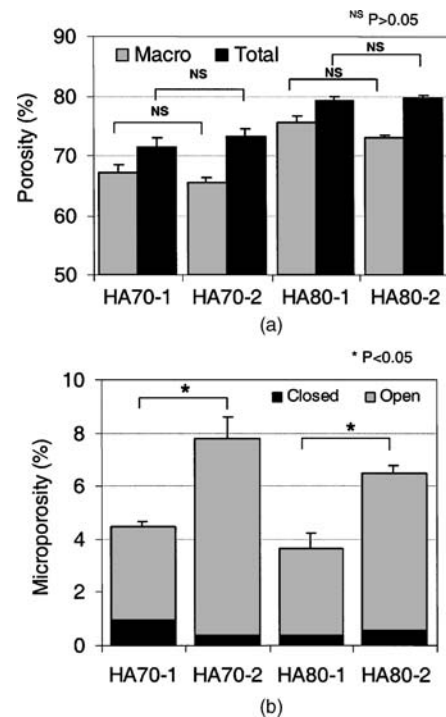 NS P>0.05
Macro Total
Porosity (%)
90
80
70
60
50
NS
NS
NS
NS
HA70-1 HA70-2 HA80-1 HA80-2
(a)
* P<0.05
Closed Open
Microporosity (%)
10
8
6
4
2
0
*
*
HA70-1 HA70-2 HA80-1 HA80-2
(b)